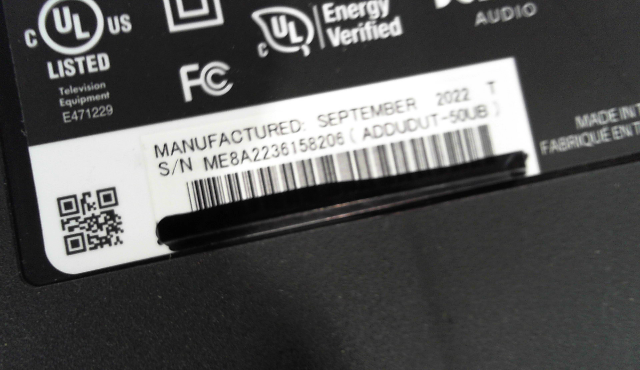 c UL US
LISTED
Television
Equipment
E471229
c UL
Energy
Verified
AUDIO
FC
MANUFACTURED: SEPTEMBER 2022 T
S/N ME8A2236158206 ( ADDUDUT-50UB )
MADE IN
FABRIQUÉ EN